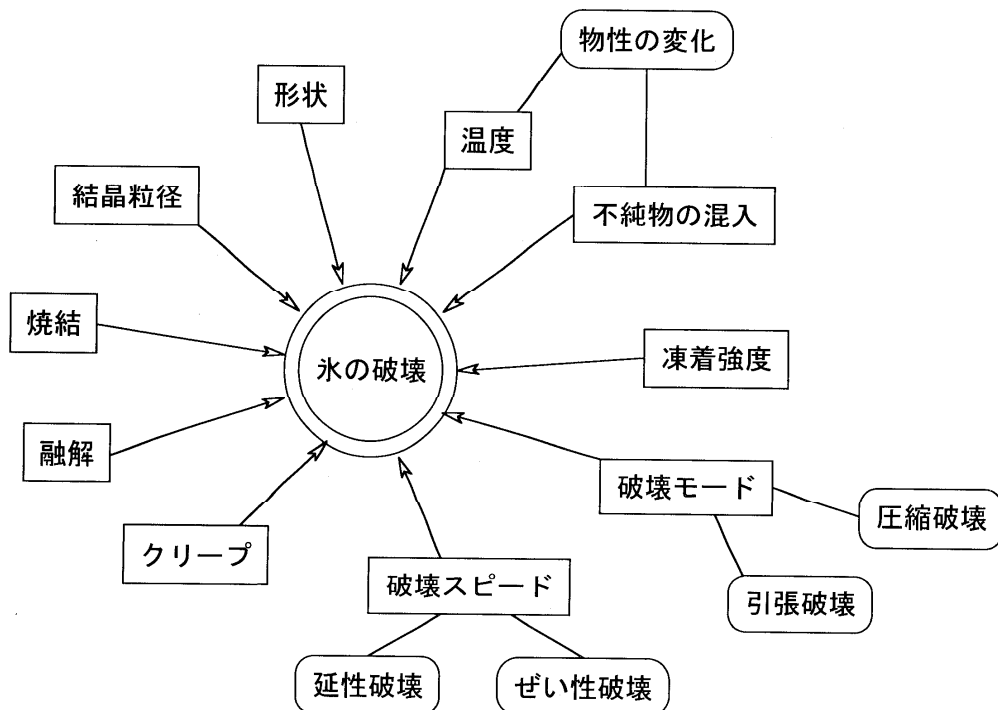 物性の変化
形状
温度
結晶粒径
不純物の混入
焼結
氷の破壊
凍着強度
融解
破壊モード
圧縮破壊
クリープ
破壊スピード
引張破壊
延性破壊
ぜい性破壊